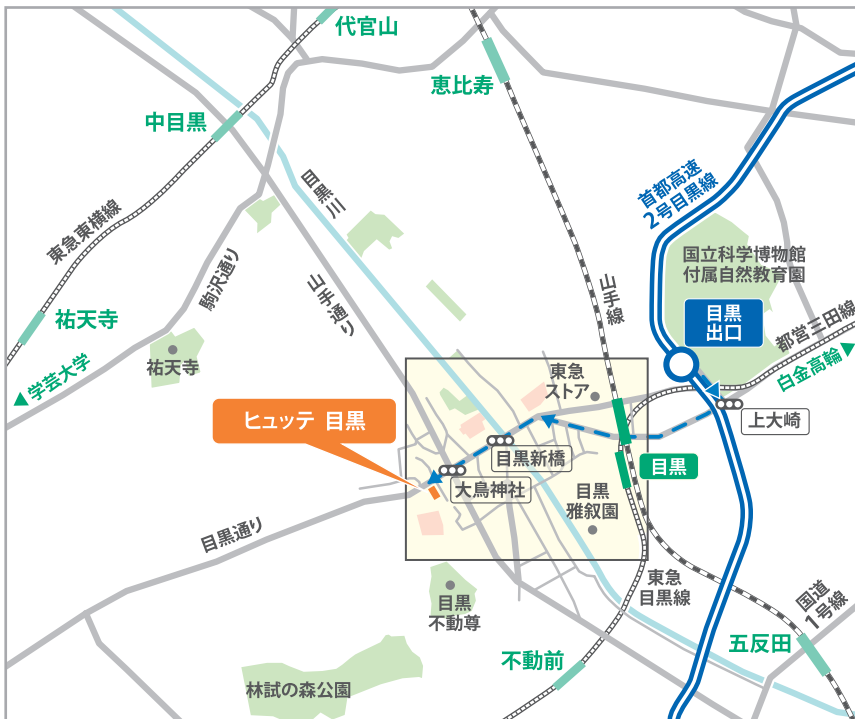 代官山
恵比寿
中目黒
目黒川
首都高速
2号目黒線
東急東横線
駒沢通り
山手通り
山手線
国立科学博物館
付属自然教育園
目黒
出口
都営三田線
白金高輪
祐天寺
祐天寺
学芸大学
東急
ストア
上大崎
ヒュッテ 目黒
目黒新橋
目黒
大鳥神社
目黒
雅叙園
目黒通り
東急
目黒線
目黒
不動尊
国道
1号線
五反田
不動前
林試の森公園